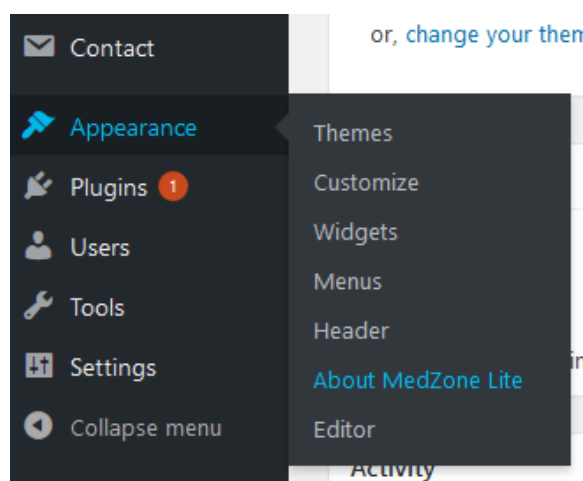 Contact
or, change your then
Appearance
Plugins 1
Users
Tools
Settings
Collapse menu
Themes
Customize
Widgets
Menus
Header
About MedZone Lite
Editor
Activity